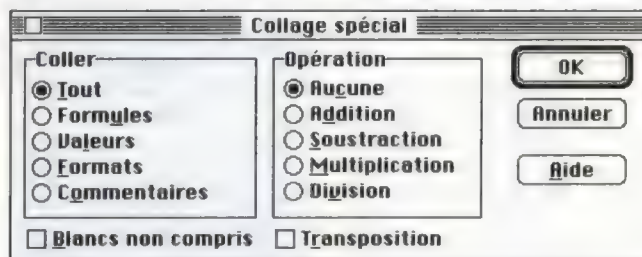 Collage spécial
Coller
Tout
Formules
Valeurs
Formats
Commentaires
Opération
Aucune
Addition
Soustraction
Multiplication
Division
OK
Annuler
Aide
Blancs non compris
Transposition